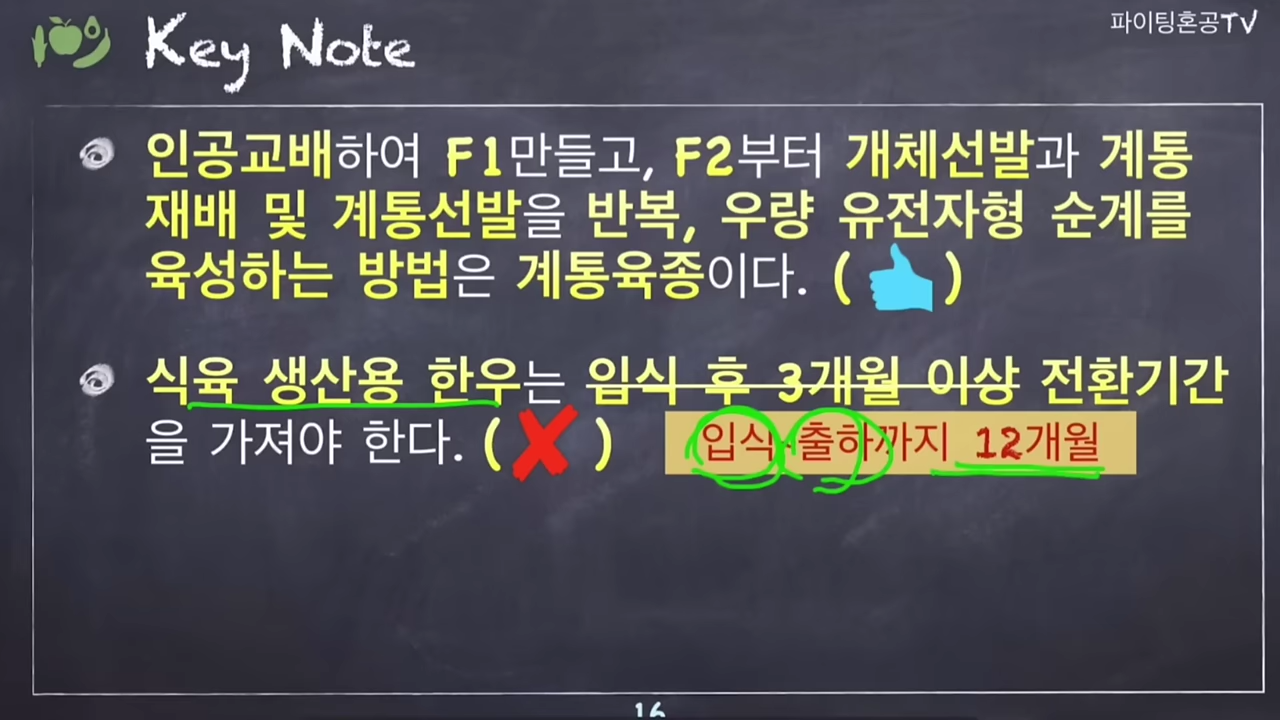 파이팅혼공TV
Key Note
인공교배하여 F1만들고, F2부터 개체선발과 계통
재배 및 계통선발을 반복, 우량 유전자형 순계를
육성하는 방법은 계통육종이다. ( )
식육 생산용 한우는 입식 후 3개월 이상 전환기간
을 가져야 한다. ( )
입식-출하까지 12개월
16